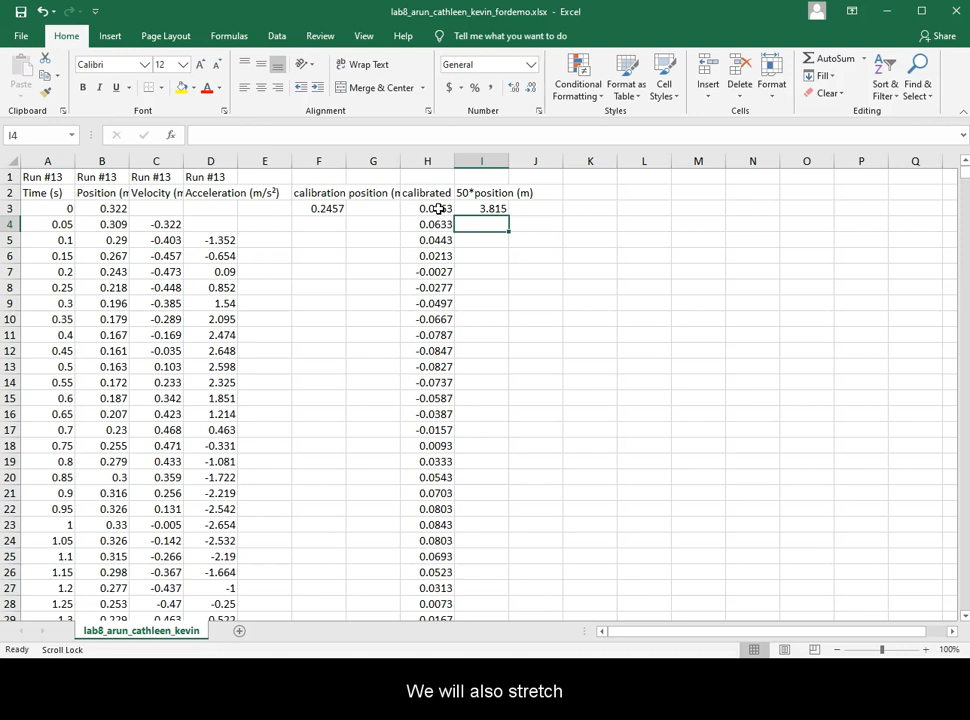 lab8_arun_cathleen_kevin_fordemo.xlsx - Excel
File Home Insert Page Layout Formulas Data Review View Help Tell me what you want to do Share
Paste
Calibri 12 A A
B I U A
Wrap Text
Merge & Center
General
$ %
Conditional Formatting Format as Table Cell Styles
Insert Delete Format
AutoSum
Fill
Clear
Sort & Filter Find & Select
Clipboard Font Alignment Number Styles Cells Editing
I4 fx
A B C D E F G H I J K L M N O P Q
1 Run #13 Run #13 Run #13 Run #13
2 Time (s) Position (m Velocity (m Acceleration (m/s²) calibration position (m calibrated 50*position (m)
3 0 0.322 0.2457 3.815
4 0.05 0.309 -0.322 0.0633
5 0.1 0.29 -0.403 -1.352 0.0443
6 0.15 0.267 -0.457 -0.654 0.0213
7 0.2 0.243 -0.473 0.09 -0.0027
8 0.25 0.218 -0.448 0.852 -0.0277
9 0.3 0.196 -0.385 1.54 -0.0497
10 0.35 0.179 -0.289 2.095 -0.0667
11 0.4 0.167 -0.169 2.474 -0.0787
12 0.45 0.161 -0.035 2.648 -0.0847
13 0.5 0.163 0.103 2.598 -0.0827
14 0.55 0.172 0.233 2.325 -0.0737
15 0.6 0.187 0.342 1.851 -0.0587
16 0.65 0.207 0.423 1.214 -0.0387
17 0.7 0.23 0.468 0.463 -0.0157
18 0.75 0.255 0.471 -0.331 0.0093
19 0.8 0.279 0.433 -1.081 0.0333
20 0.85 0.3 0.359 -1.722 0.0543
21 0.9 0.316 0.256 -2.219 0.0703
22 0.95 0.326 0.131 -2.542 0.0803
23 1 0.33 -0.005 -2.654 0.0843
24 1.05 0.326 -0.142 -2.532 0.0803
25 1.1 0.315 -0.266 -2.19 0.0693
26 1.15 0.298 -0.367 -1.664 0.0523
27 1.2 0.277 -0.437 -1 0.0313
28 1.25 0.253 -0.47 -0.25 0.0073
29 1.3 0.229 0.463 0.522 0.0167
lab8_arun_cathleen_kevin
Ready Scroll Lock 100%
We will also stretch